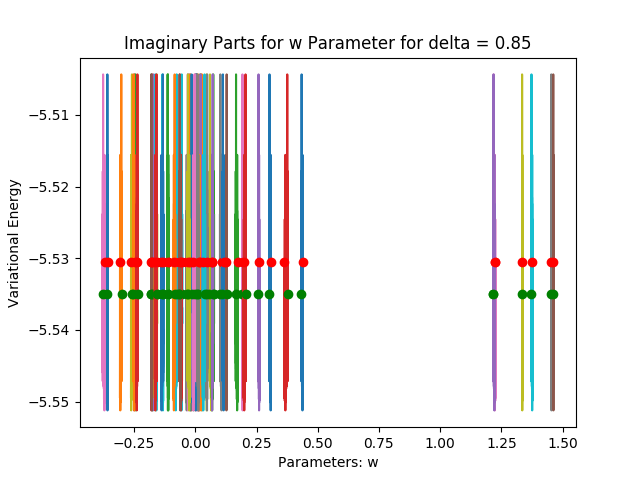 Imaginary Parts for w Parameter for delta = 0.85
Variational Energy
−5.51
−5.52
−5.53
−5.54
−5.55
−0.25 0.00 0.25 0.50 0.75 1.00 1.25 1.50
Parameters: w